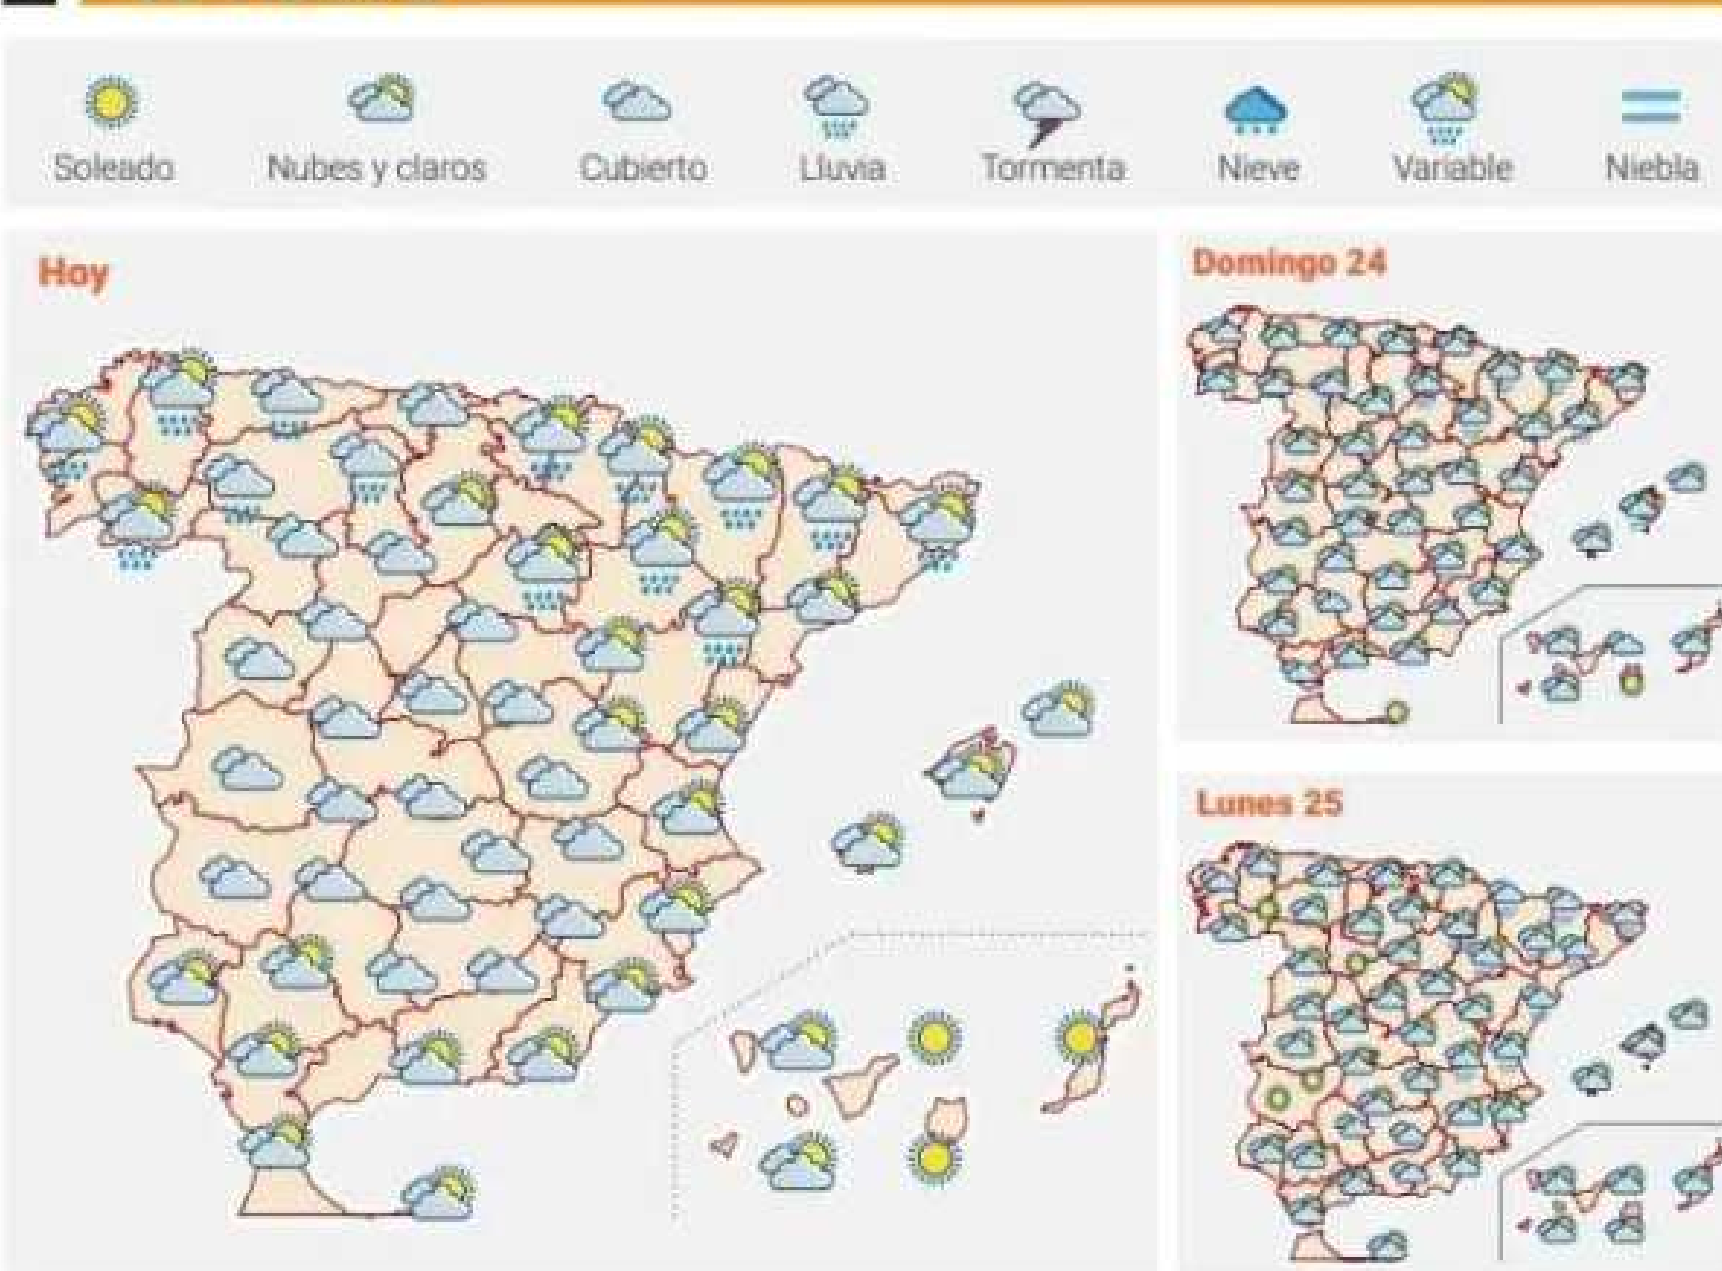 Soleado Nubes y claros Cubierto Lluvia Tormenta Nieve Variable Niebla
Hoy
Domingo 24
Lunes 25